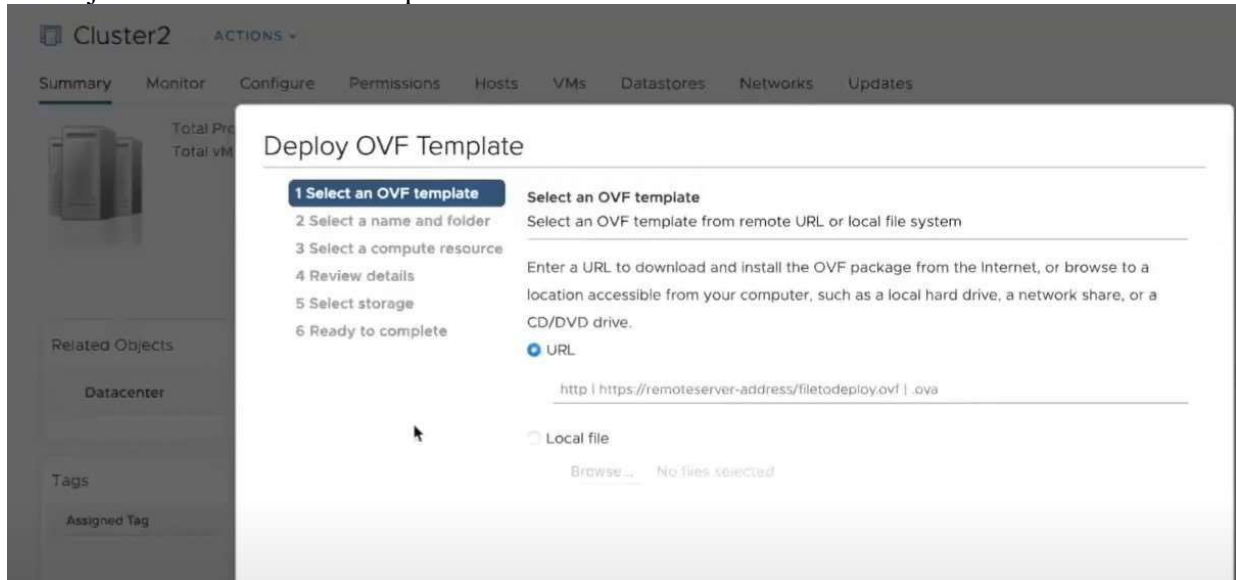 Cluster2 ACTIONS
Summary Monitor Configure Permissions Hosts VMs Datastores Networks Updates
Total
Total
Deploy OVF Template
1 Select an OVF template
2 Select a name and folder
3 Select a compute resource
4 Review details
5 Select storage
6 Ready to complete
Select an OVF template
Select an OVF template from remote URL or local file system
Enter a URL to download and install the OVF package from the Internet, or browse to a
location accessible from your computer, such as a local hard drive, a network share, or a
CD/DVD drive.
URL
http | https://remoteserver-address/filetodeploy.ovf | .ova
Local file
Browse... No files selected
Related Objects
Datacenter
Tags
Assigned Tag